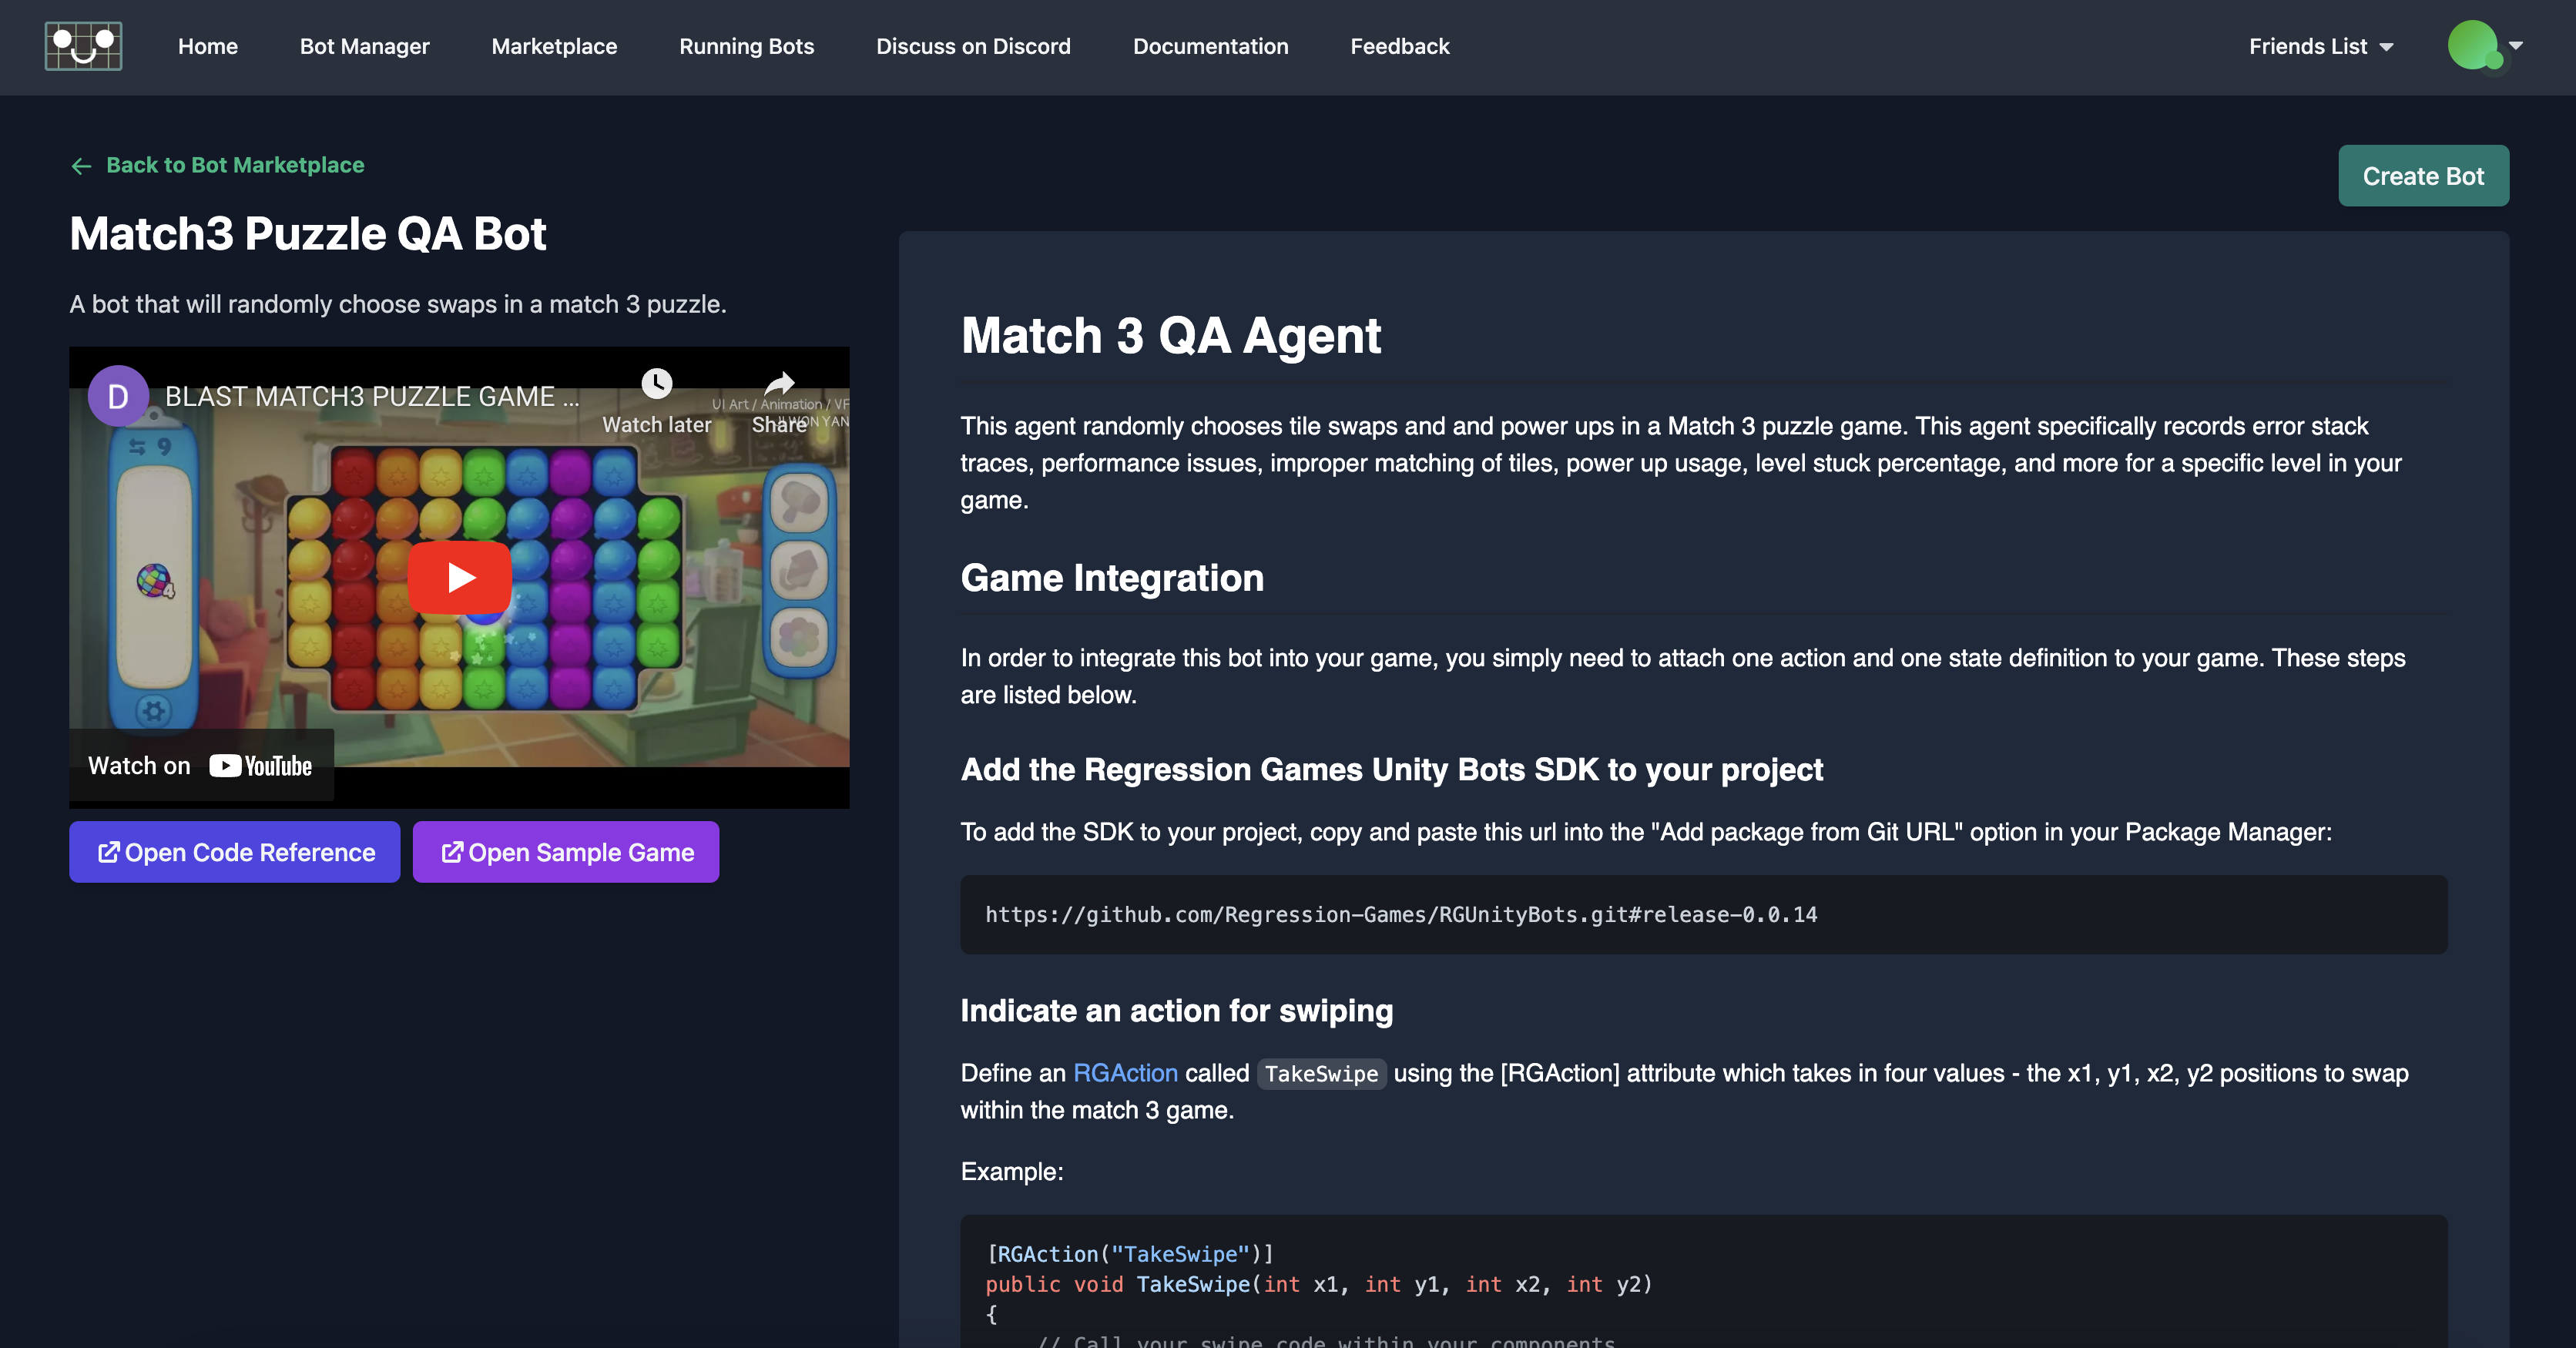 Home Bot Manager Marketplace Running Bots Discuss on Discord Documentation Feedback Friends List
← Back to Bot Marketplace
Create Bot
Match3 Puzzle QA Bot
A bot that will randomly choose swaps in a match 3 puzzle.
D BLAST MATCH3 PUZZLE GAME ...
Watch later Share
UI Art / Animation / VF
9
4
Watch on YouTube
Open Code Reference Open Sample Game
Match 3 QA Agent
This agent randomly chooses tile swaps and and power ups in a Match 3 puzzle game. This agent specifically records error stack
traces, performance issues, improper matching of tiles, power up usage, level stuck percentage, and more for a specific level in your
game.
Game Integration
In order to integrate this bot into your game, you simply need to attach one action and one state definition to your game. These steps
are listed below.
Add the Regression Games Unity Bots SDK to your project
To add the SDK to your project, copy and paste this url into the "Add package from Git URL" option in your Package Manager:
https://github.com/Regression-Games/RGUnityBots.git#release-0.0.14
Indicate an action for swiping
Define an RGAction called TakeSwipe using the [RGAction] attribute which takes in four values - the x1, y1, x2, y2 positions to swap
within the match 3 game.
Example:
[RGAction("TakeSwipe")]
public void TakeSwipe(int x1, int y1, int x2, int y2)
{
// Call your swipe code within your components